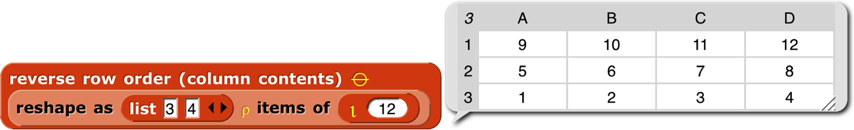 reverse row order (column contents) ⊖
reshape as list 3 4 ρ items of ι 12
3 A B C D
1 9 10 11 12
2 5 6 7 8
3 1 2 3 4